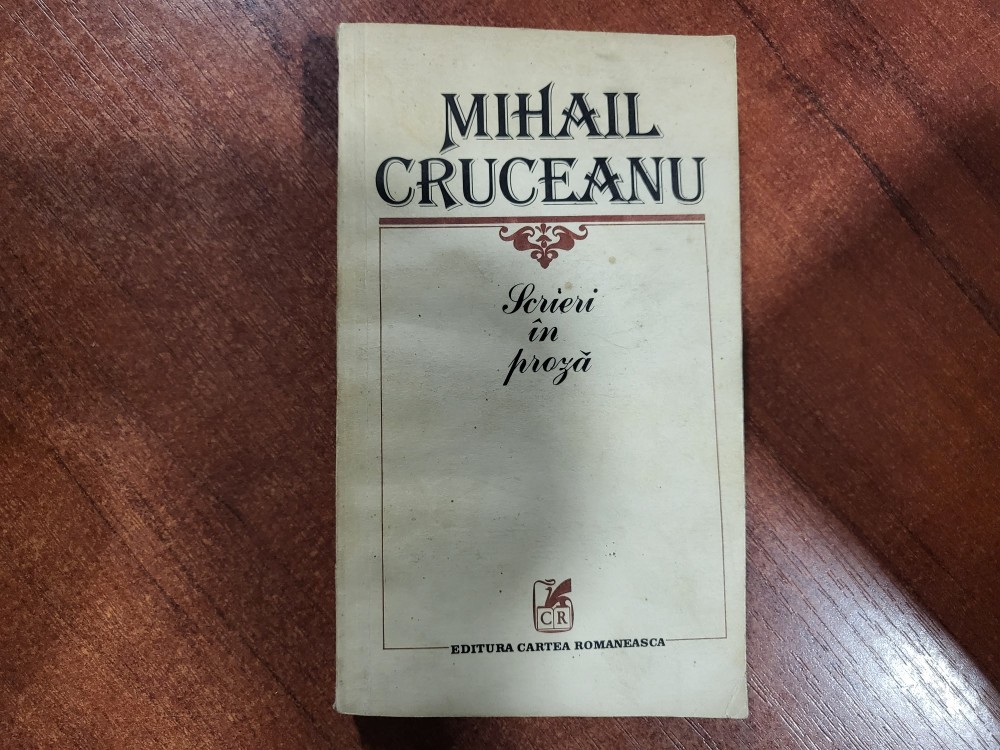 MIHAIL
CRUCEANU
Scrieri
în
proză
CR
EDITURA CARTEA ROMANEASCA